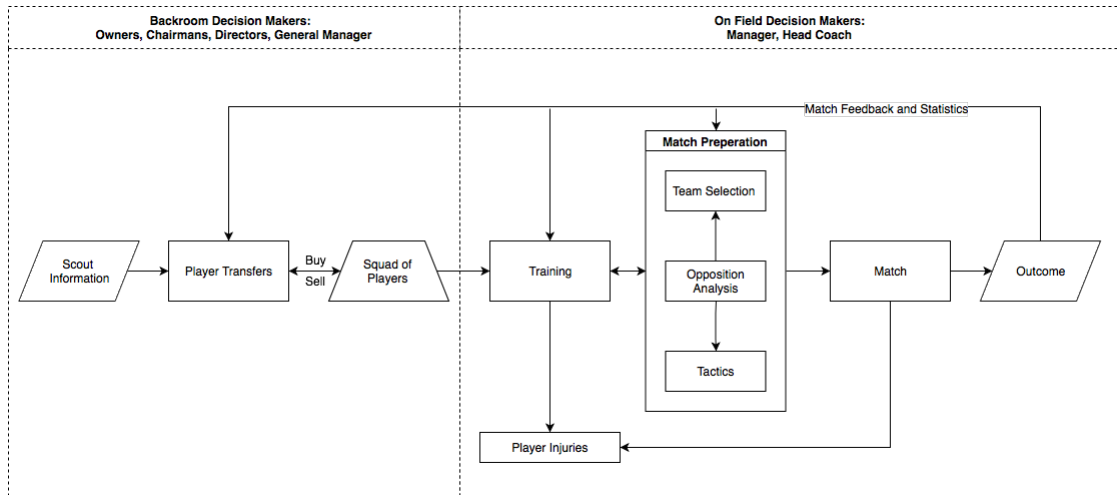 Backroom Decision Makers:
Owners, Chairmans, Directors, General Manager
On Field Decision Makers:
Manager, Head Coach
Match Feedback and Statistics
Match Preperation
Team Selection
Scout
Information
Player Transfers
Buy
Sell
Squad of
Players
Training
Opposition
Analysis
Match
Outcome
Tactics
Player Injuries